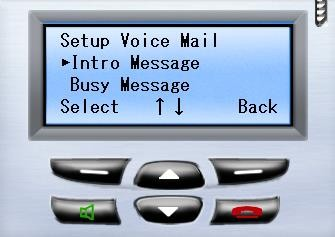 Setup Voice Mail
▸Intro Message
Busy Message
Select ↑↓ Back